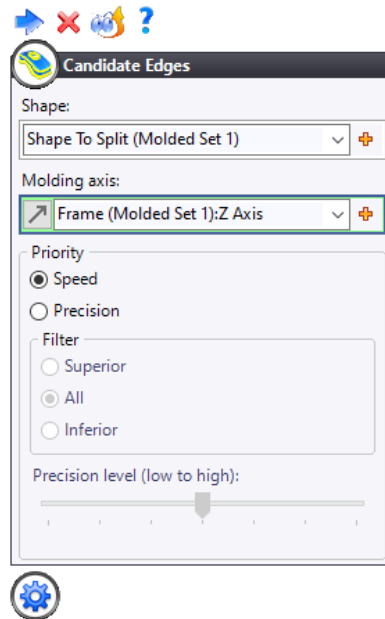 ?
Candidate Edges
Shape:
Shape To Split (Molded Set 1)
Molding axis:
Frame (Molded Set 1):Z Axis
Priority
Speed
Precision
Filter
Superior
All
Inferior
Precision level (low to high):